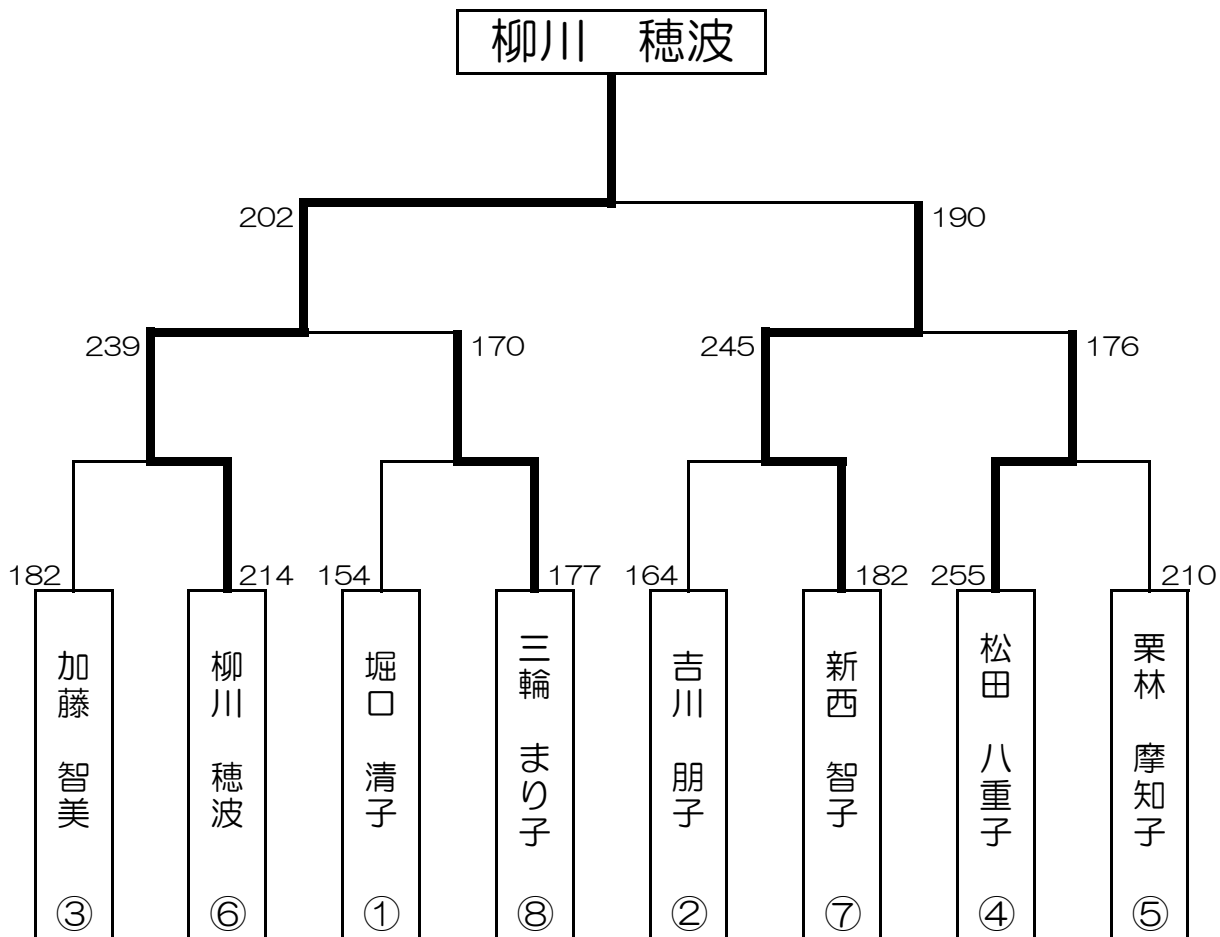 柳川　穂波
202 190
239 170 245 176
182 214 154 177 164 182 255 210
加藤　智美 ③
柳川　穂波 ⑥
堀口　清子 ①
三輪　まり子 ⑧
吉川　朋子 ②
新西　智子 ⑦
松田　八重子 ④
栗林　摩知子 ⑤